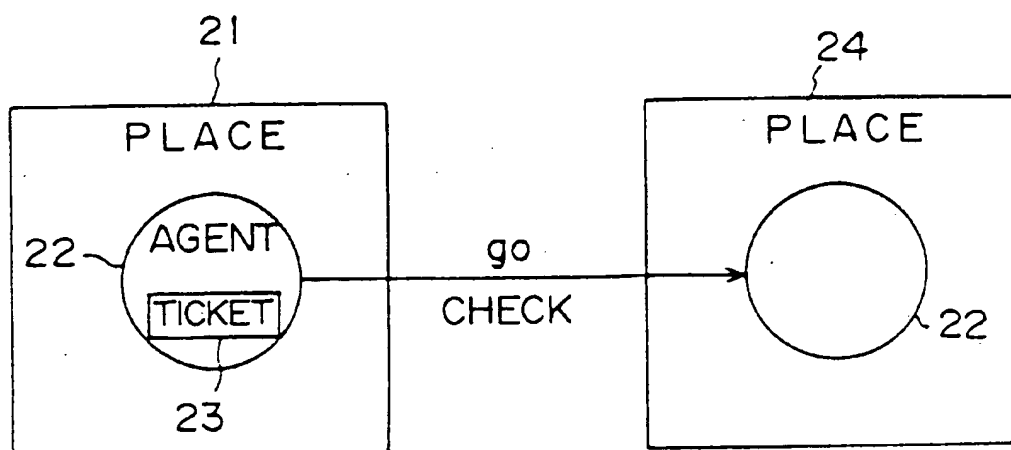 21
24
PLACE
PLACE
AGENT
22
go
TICKET
CHECK
22
23